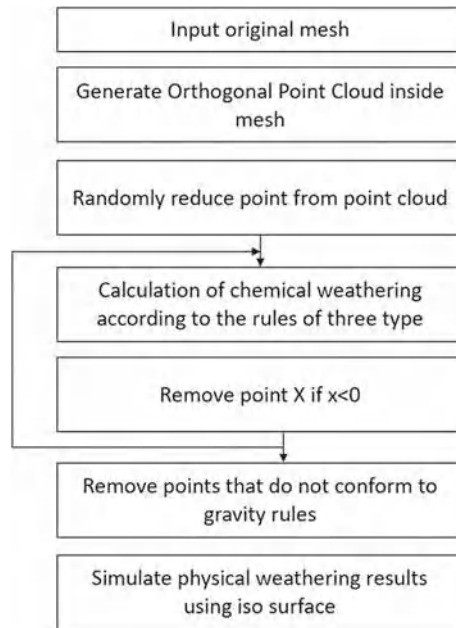 Input original mesh
Generate Orthogonal Point Cloud inside
mesh
Randomly reduce point from point cloud
Calculation of chemical weathering
according to the rules of three type
Remove point X if x<0
Remove points that do not conform to
gravity rules
Simulate physical weathering results
using iso surface